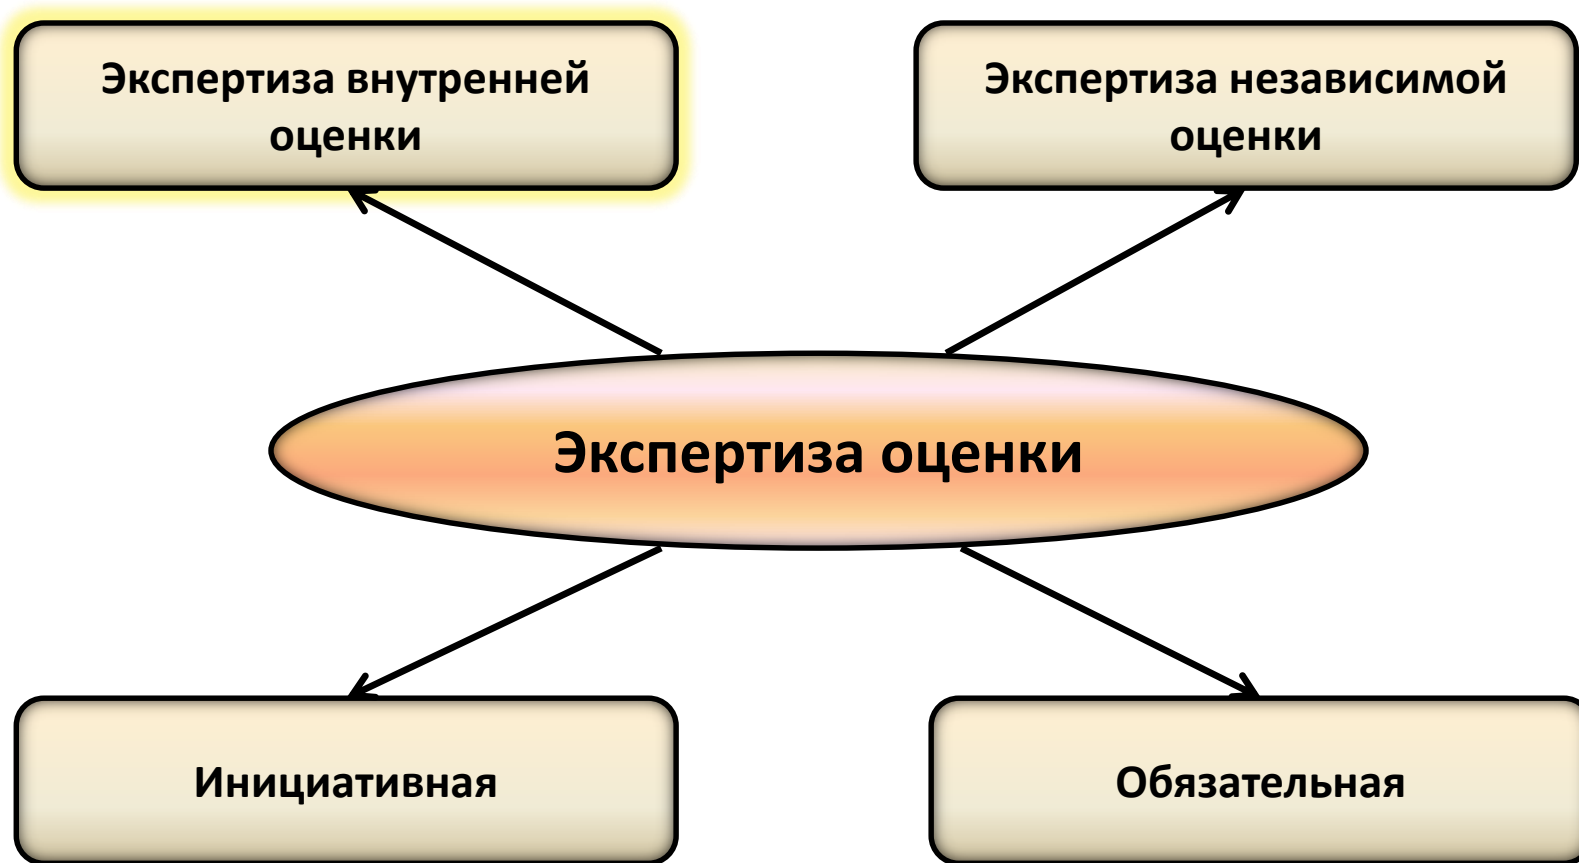 Экспертиза внутренней
оценки
Экспертиза независимой
оценки
Экспертиза оценки
Инициативная
Обязательная